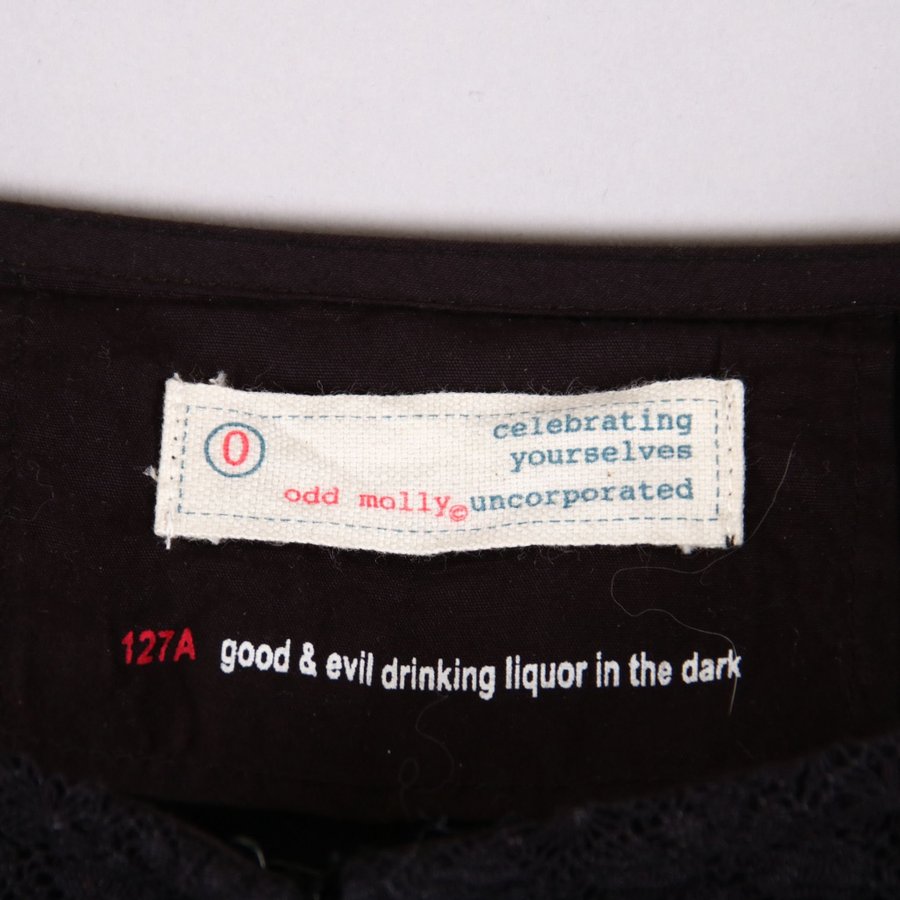 0
celebrating
yourselves
odd molly© uncorporated
127A good & evil drinking liquor in the dark